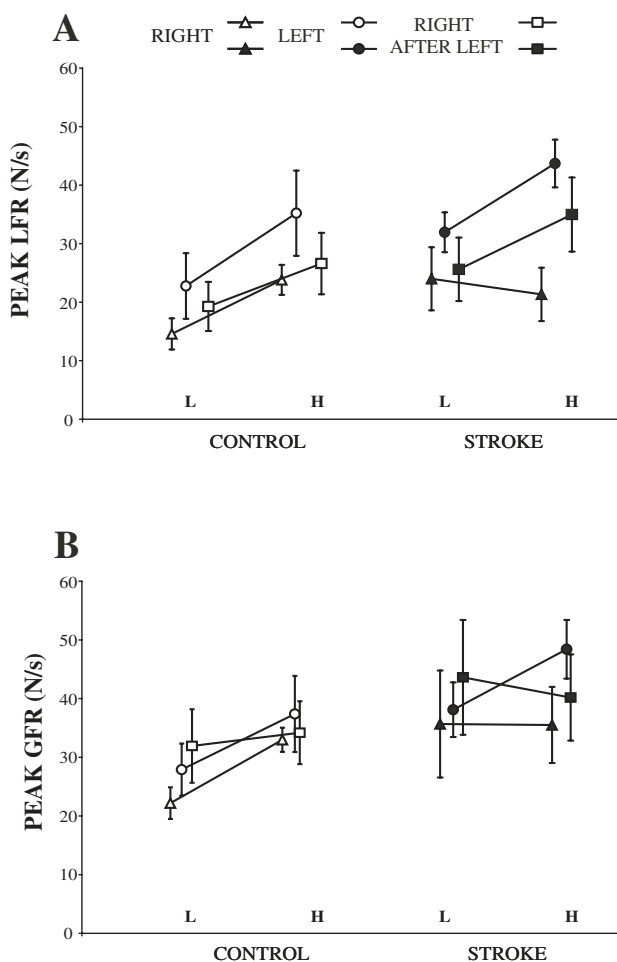 A
RIGHT LEFT RIGHT
AFTER LEFT
PEAK LFR (N/s)
60
50
40
30
20
10
0
L H L H
CONTROL STROKE
B
PEAK GFR (N/s)
60
50
40
30
20
10
0
L H L H
CONTROL STROKE